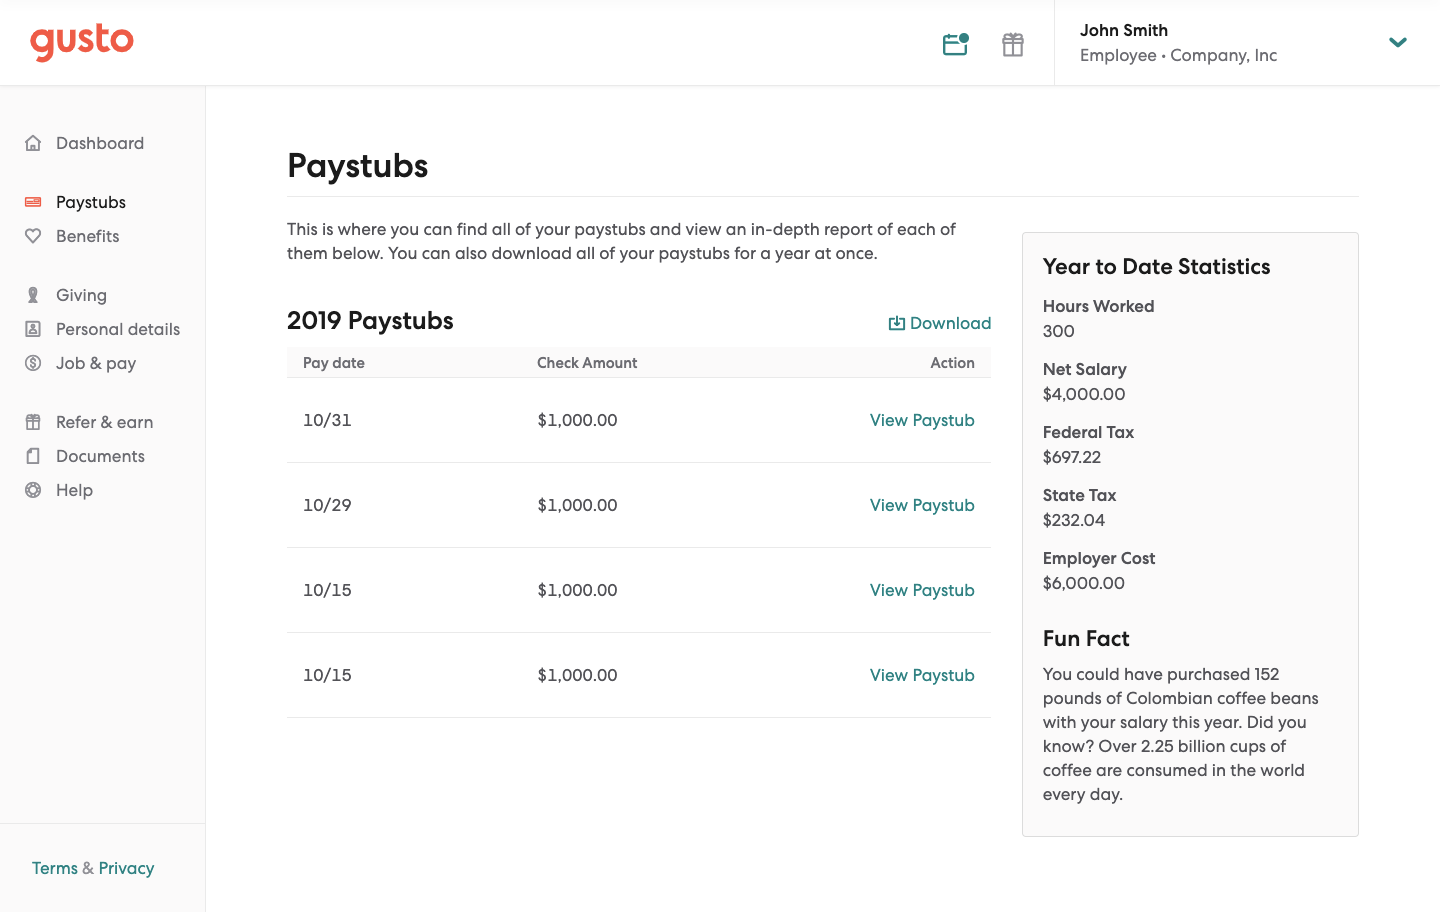 gusto
John Smith
Employee • Company, Inc
Dashboard
Paystubs
Benefits
Giving
Personal details
Job & pay
Refer & earn
Documents
Help
Terms & Privacy
Paystubs
This is where you can find all of your paystubs and view an in-depth report of each of
them below. You can also download all of your paystubs for a year at once.
2019 Paystubs
Download
Pay date Check Amount Action
10/31 $1,000.00 View Paystub
10/29 $1,000.00 View Paystub
10/15 $1,000.00 View Paystub
10/15 $1,000.00 View Paystub
Year to Date Statistics
Hours Worked
300
Net Salary
$4,000.00
Federal Tax
$697.22
State Tax
$232.04
Employer Cost
$6,000.00
Fun Fact
You could have purchased 152
pounds of Colombian coffee beans
with your salary this year. Did you
know? Over 2.25 billion cups of
coffee are consumed in the world
every day.